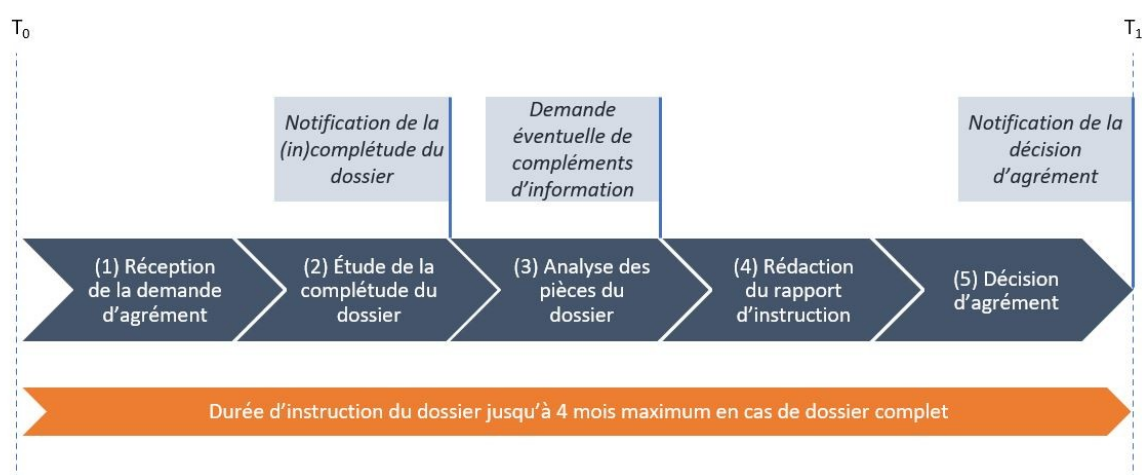 T₀
T₁
Notification de la
(in)complétude du
dossier
Demande
éventuelle de
compléments
d'information
Notification de la
décision
d'agrément
(1) Réception
de la demande
d'agrément
(2) Étude de la
complétude du
dossier
(3) Analyse des
pièces du
dossier
(4) Rédaction
du rapport
d'instruction
(5) Décision
d'agrément
Durée d'instruction du dossier jusqu'à 4 mois maximum en cas de dossier complet